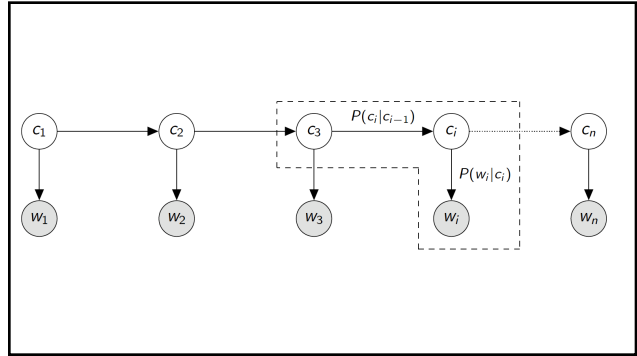 P(c_i|c_{i−1})
c_1 c_2 c_3 c_i c_n
P(w_i|c_i)
w_1 w_2 w_3 w_i w_n